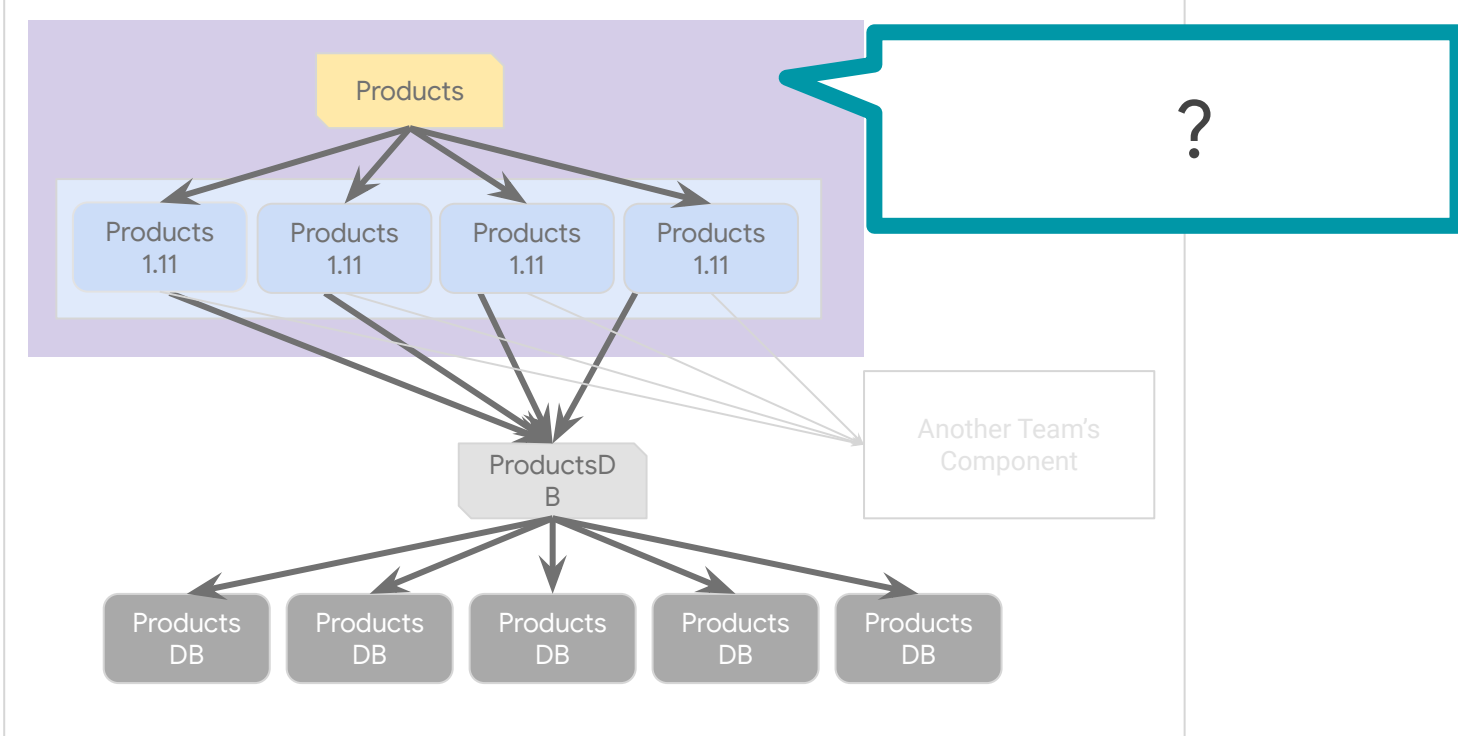 Products
?
Products
1.11
Products
1.11
Products
1.11
Products
1.11
Another Team's
Component
ProductsD
B
Products
DB
Products
DB
Products
DB
Products
DB
Products
DB